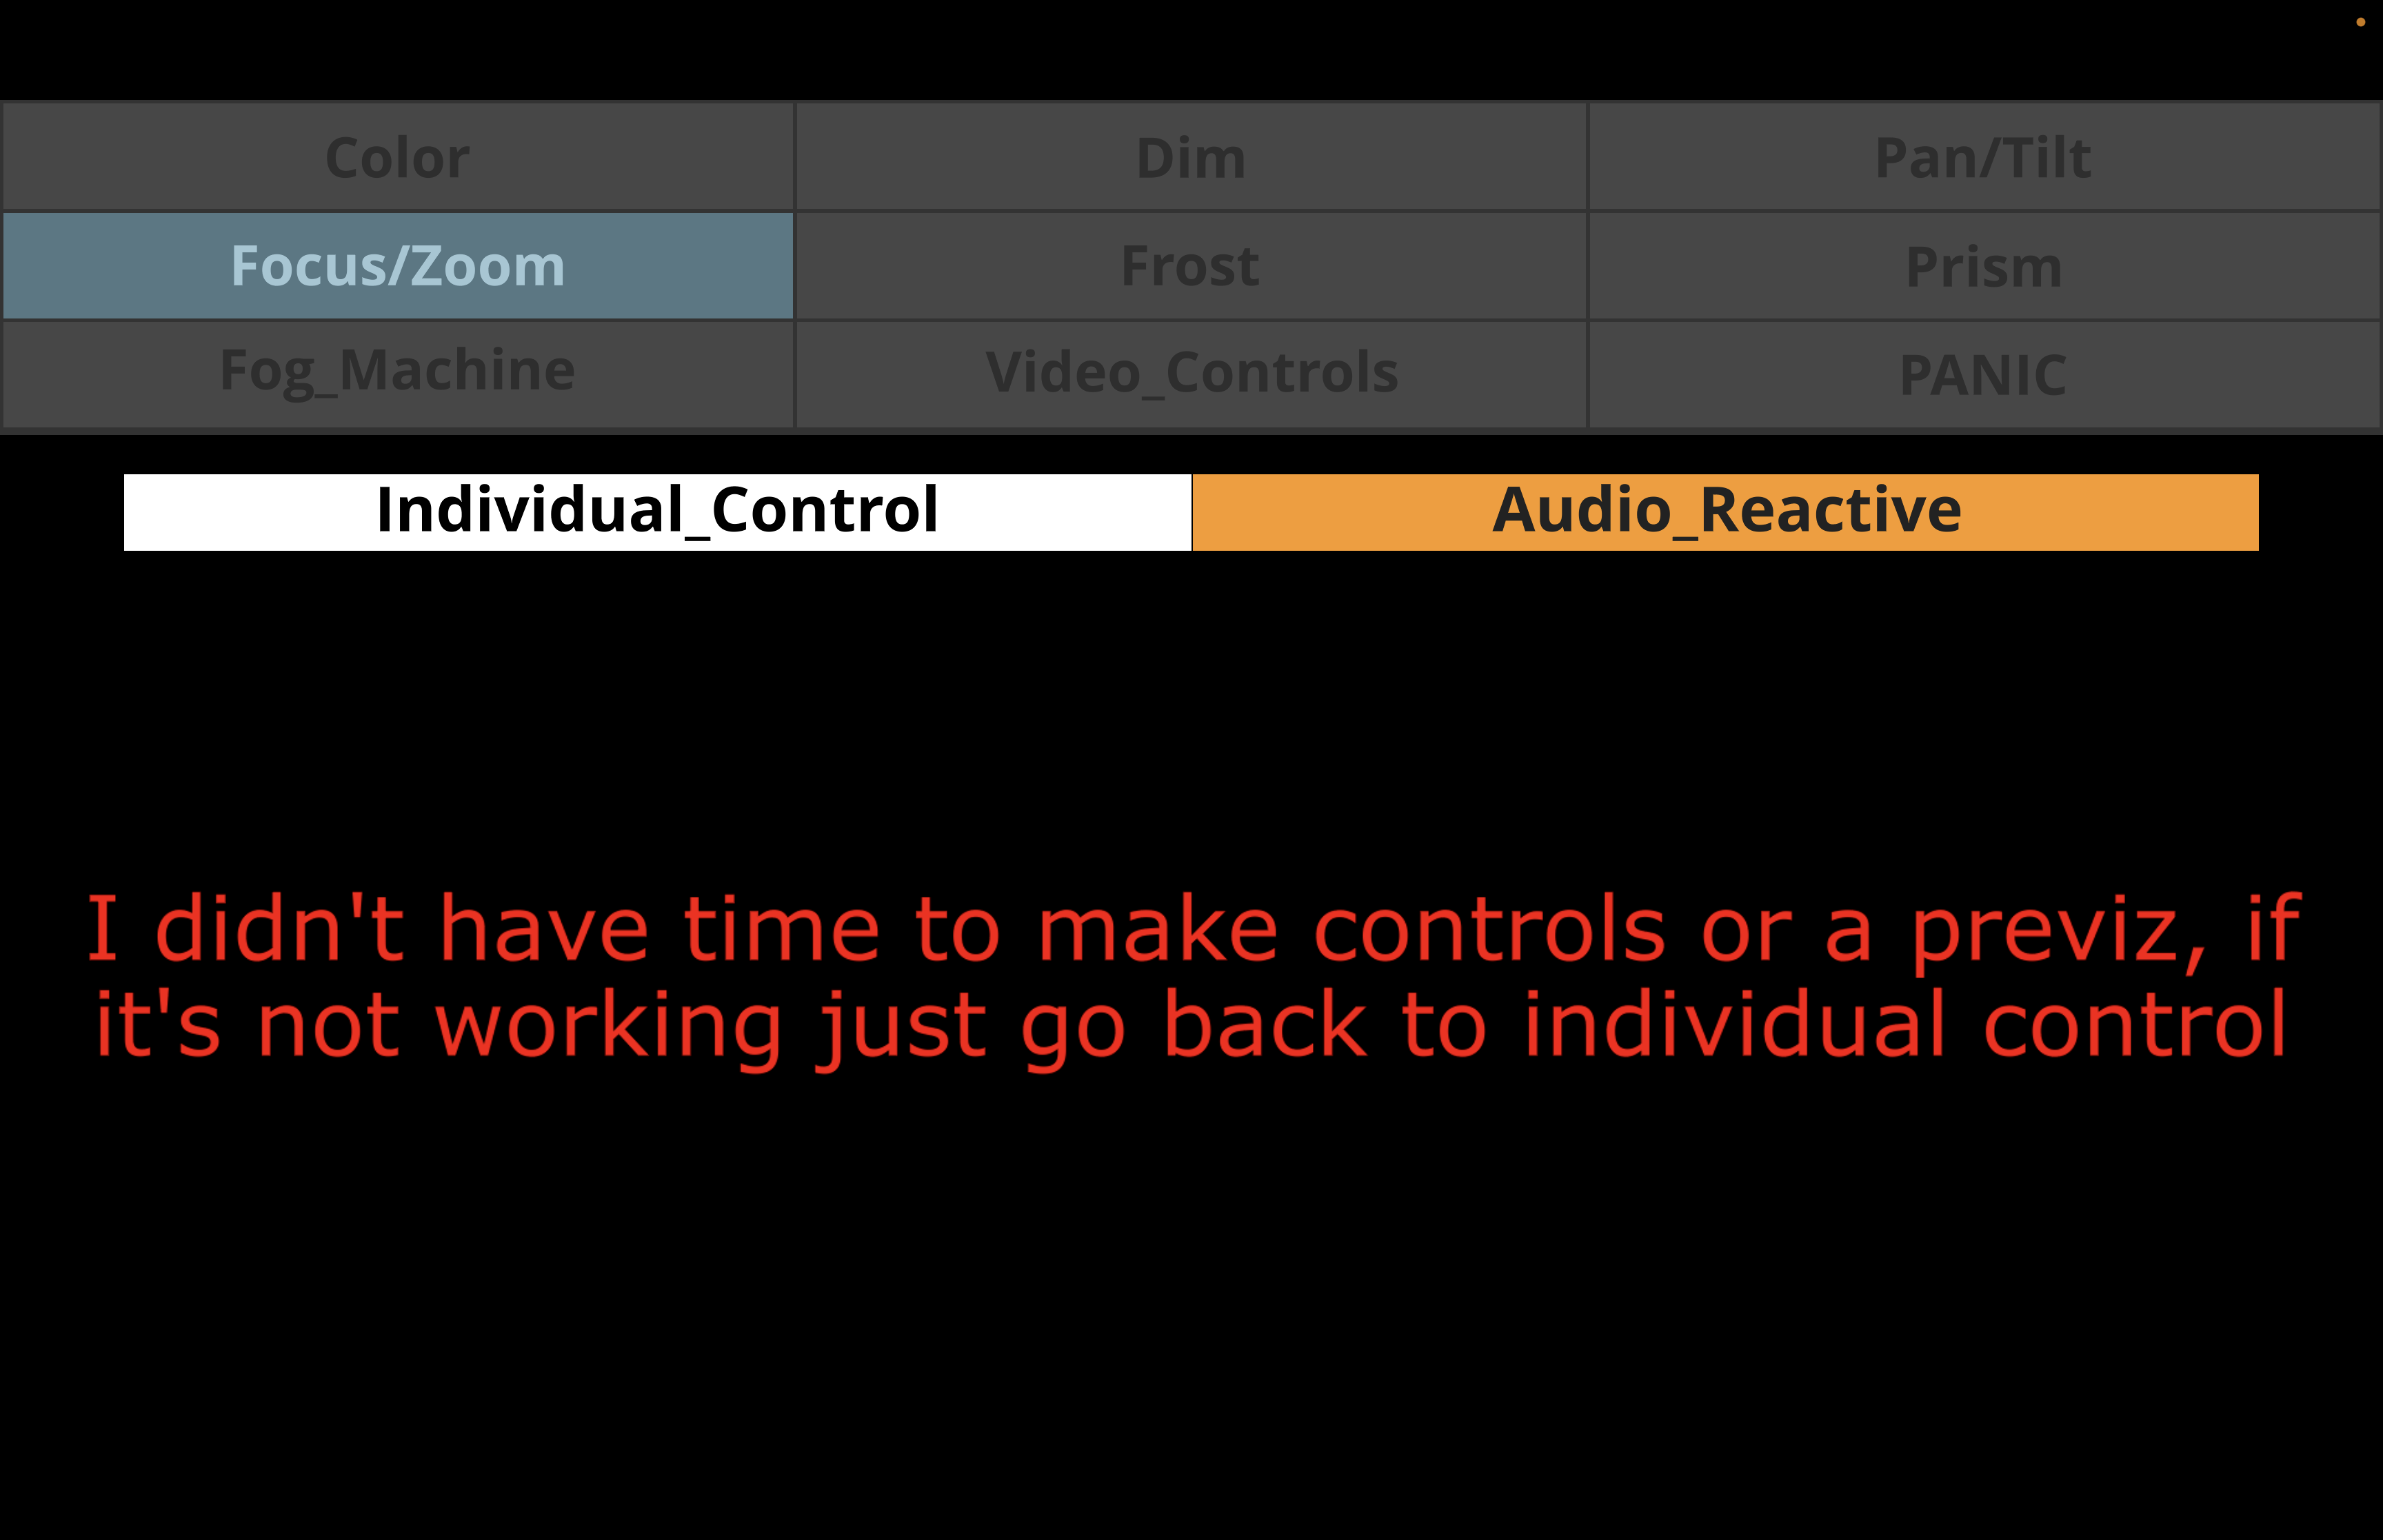 Color
Dim
Pan/Tilt
Focus/Zoom
Frost
Prism
Fog_Machine
Video_Controls
PANIC
Individual_Control
Audio_Reactive
I didn't have time to make controls or a previz, if
it's not working just go back to individual control